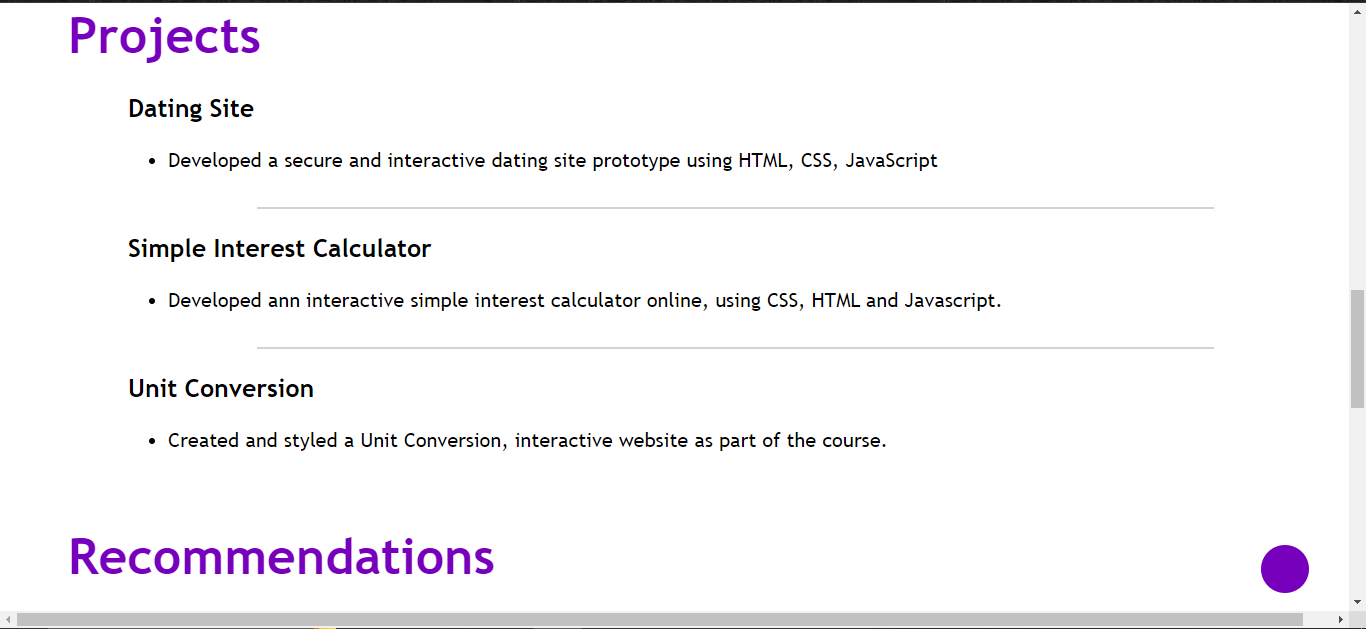 Projects
Dating Site
Developed a secure and interactive dating site prototype using HTML, CSS, JavaScript
Simple Interest Calculator
Developed ann interactive simple interest calculator online, using CSS, HTML and Javascript.
Unit Conversion
Created and styled a Unit Conversion, interactive website as part of the course.
Recommendations